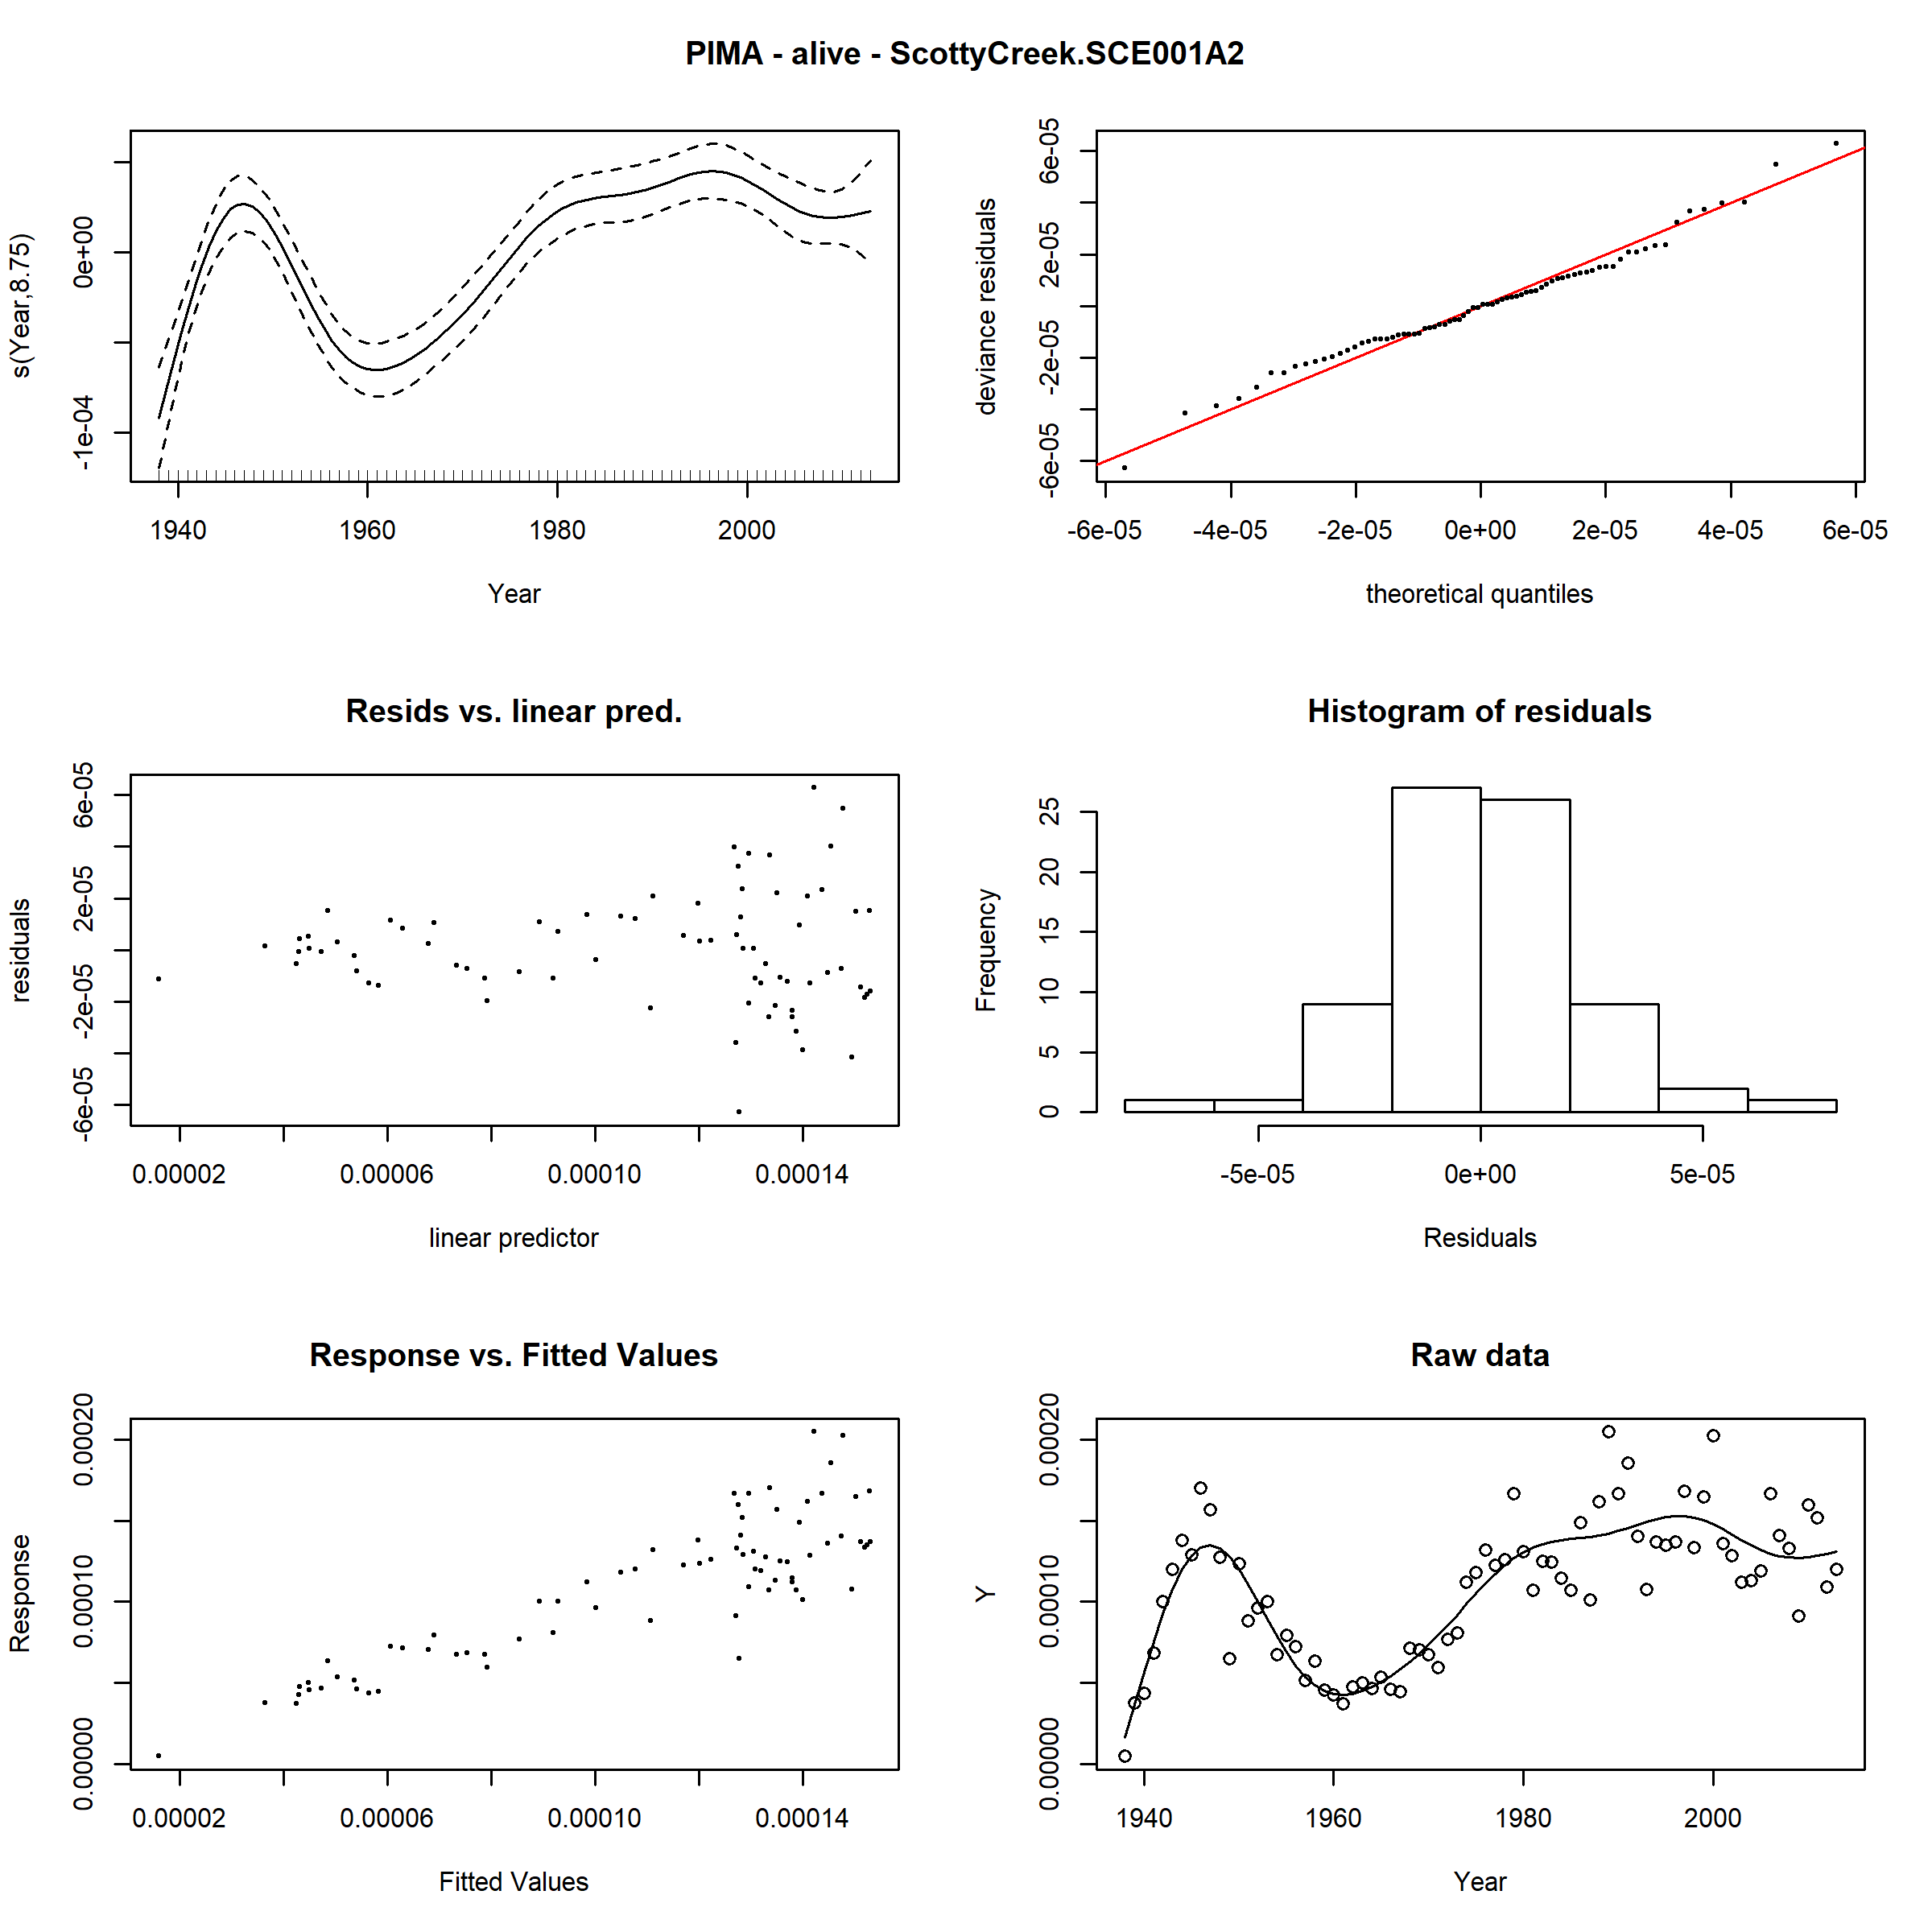 PIMA - alive - ScottyCreek.SCE001A2
s(Year,8.75)
-1e-04 0e+00
1940 1960 1980 2000
Year
deviance residuals
-6e-05 -2e-05 2e-05 6e-05
-6e-05 -4e-05 -2e-05 0e+00 2e-05 4e-05 6e-05
theoretical quantiles
Resids vs. linear pred.
residuals
-6e-05 -2e-05 2e-05 6e-05
0.00002 0.00006 0.00010 0.00014
linear predictor
Histogram of residuals
Frequency
0 5 10 15 20 25
-5e-05 0e+00 5e-05
Residuals
Response vs. Fitted Values
Response
0.00000 0.00010 0.00020
0.00002 0.00006 0.00010 0.00014
Fitted Values
Raw data
Y
0.00000 0.00010 0.00020
1940 1960 1980 2000
Year